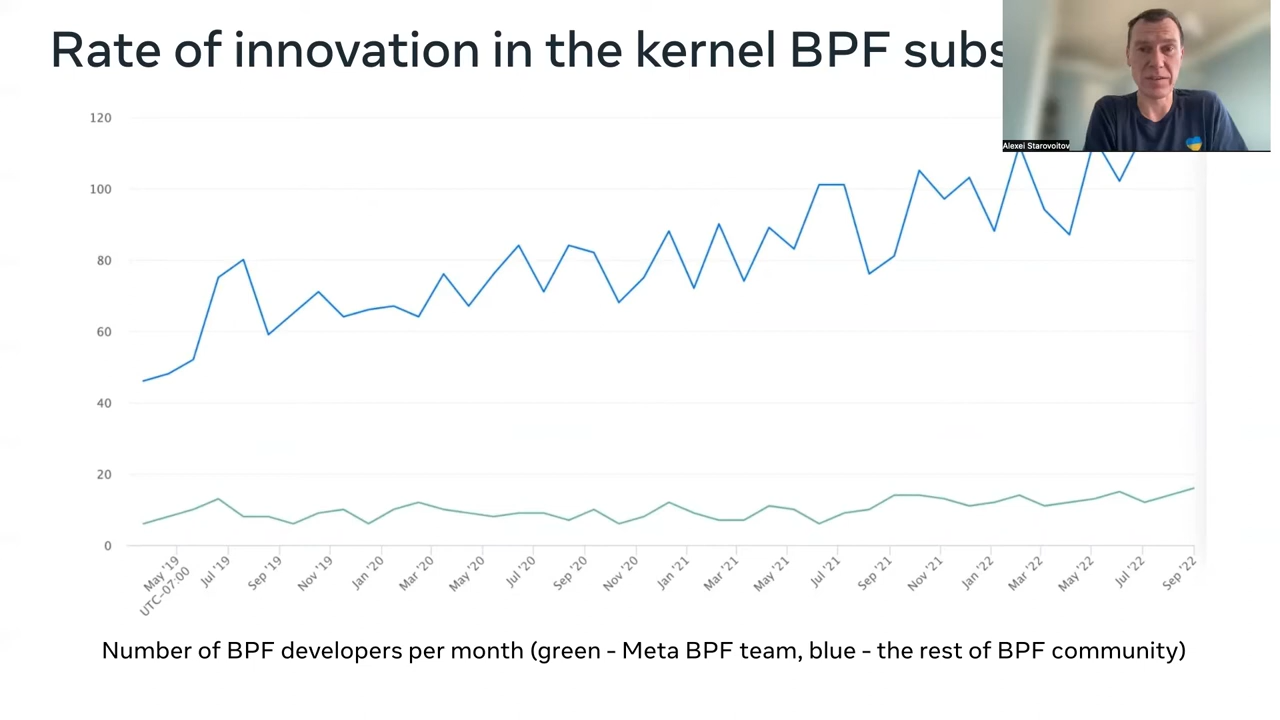 Rate of innovation in the kernel BPF subs
Alexei Starovoitov
120
100
80
60
40
20
0
May '19
UTC-07:00
Jul '19
Sep '19
Nov '19
Jan '20
Mar '20
May '20
Jul '20
Sep '20
Nov '20
Jan '21
Mar '21
May '21
Jul '21
Sep '21
Nov '21
Jan '22
Mar '22
May '22
Jul '22
Sep '22
Number of BPF developers per month (green - Meta BPF team, blue - the rest of BPF community)